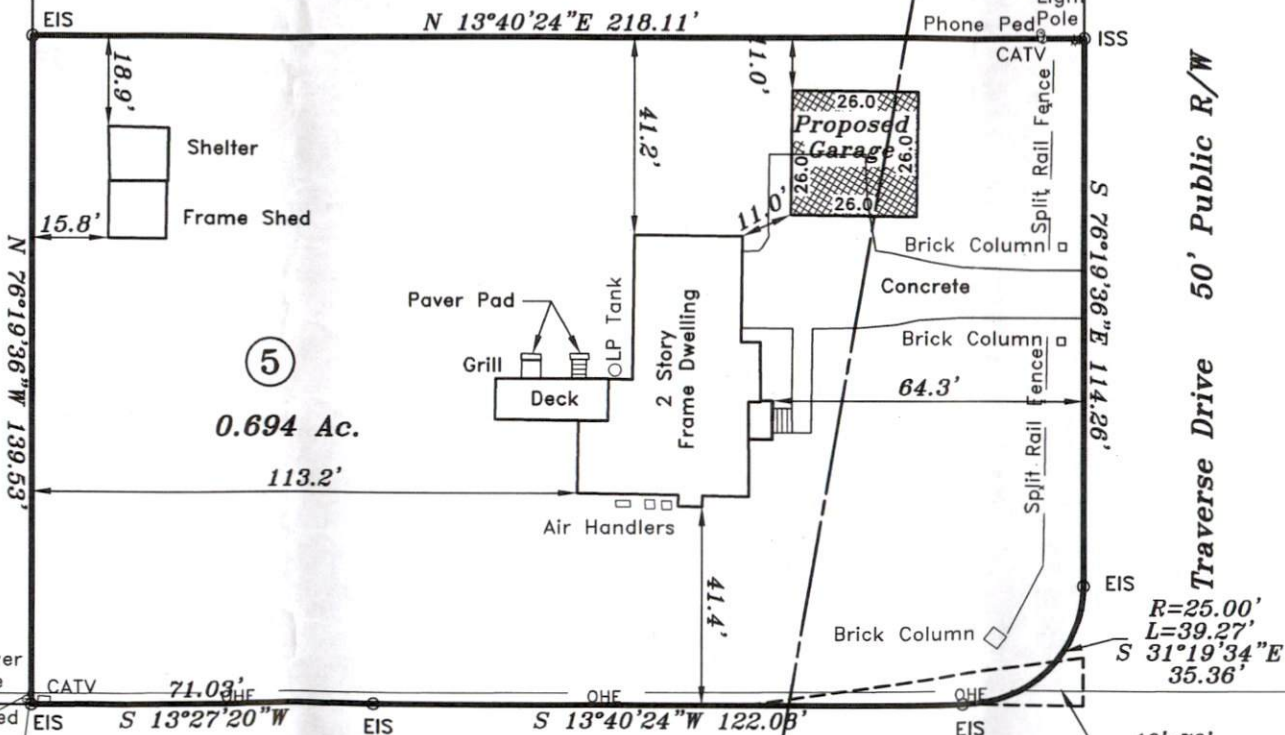 EIS
N 13°40'24"E 218.11'
Phone Ped
Pole
CATV
ISS
18.9'
41.2'
11.0'
26.0
Proposed
Garage
26.0
26.0
26.0
Split Rail Fence
Shelter
Frame Shed
15.8'
11.0'
Brick Column
Concrete
Brick Column
S 76°19'36"E 114.26'
50' Public R/W
Traverse Drive
N 76°19'36"W 139.53'
Paver Pad
LP Tank
Grill
Deck
2 Story
Frame Dwelling
64.3'
5
0.694 Ac.
113.2'
Air Handlers
41.4'
Split Rail Fence
EIS
R=25.00'
L=39.27'
S 31°19'34"E
35.36'
Brick Column
CATV
71.03'
OHE
OHE
OHE
EIS
S 13°27'20"W
EIS
S 13°40'24"W 122.08'
EIS